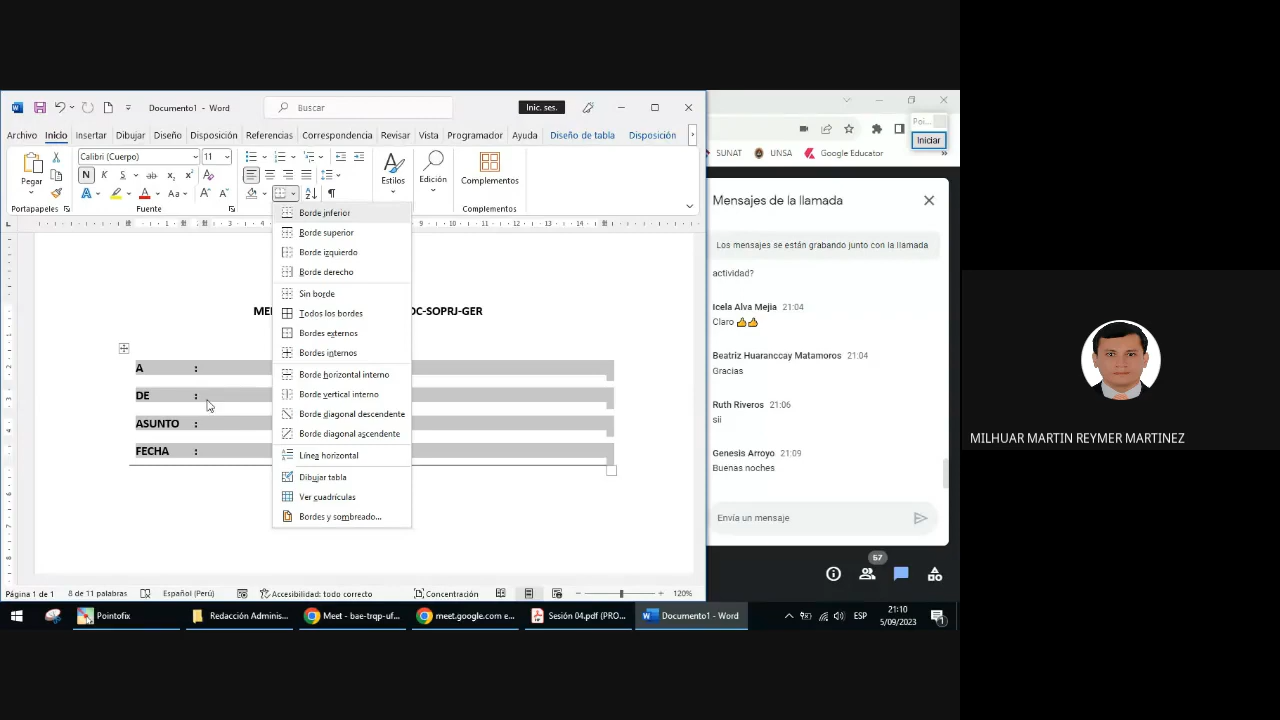 Documento1 - Word
Buscar
Inic. ses.
Archivo Inicio Insertar Dibujar Diseño Disposición Referencias Correspondencia Revisar Vista Programador Ayuda Diseño de tabla Disposición
Iniciar
SUNAT UNSA Google Educator
Calibri (Cuerpo) 11
Pegar
Estilos
Edición
Complementos
Portapapeles Fuente Complementos
Borde inferior
Borde superior
Borde izquierdo
Borde derecho
Sin borde
Todos los bordes
Bordes externos
Bordes internos
Borde horizontal interno
Borde vertical interno
Borde diagonal descendente
Borde diagonal ascendente
Línea horizontal
Dibujar tabla
Ver cuadrículas
Bordes y sombreado...
A :
DE :
ASUNTO :
FECHA :
Página 1 de 1 8 de 11 palabras Español (Perú) Accesibilidad: todo correcto Concentración 120%
Mensajes de la llamada
Los mensajes se están grabando junto con la llamada
actividad?
Icela Alva Mejia 21:04
Claro 👍👍
Beatriz Huaranccay Matamoros 21:04
Gracias
Ruth Riveros 21:06
sii
Genesis Arroyo 21:09
Buenas noches
Envía un mensaje
57
MILHUAR MARTIN REYMER MARTINEZ
Pointofix Redacción Adminis... Meet - bae-trqp-uf... meet.google.com e... Sesión 04.pdf (PRO... Documento1 - Word
ESP
21:10
5/09/2023